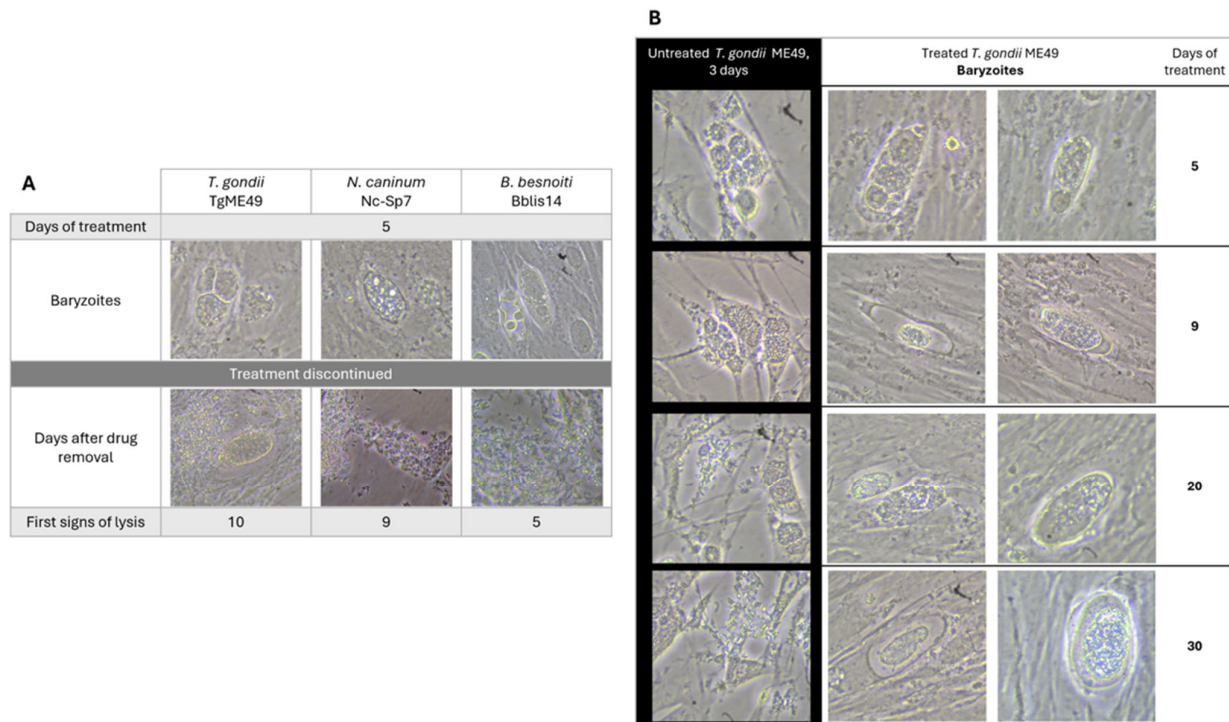 A
T. gondii
TgME49
N. caninum
Nc-Sp7
B. besnoiti
Bblis14
Days of treatment
5
Baryzoites
Treatment discontinued
Days after drug
removal
First signs of lysis
10
9
5
B
Untreated T. gondii ME49,
3 days
Treated T. gondii ME49
Baryzoites
Days of
treatment
5
9
20
30